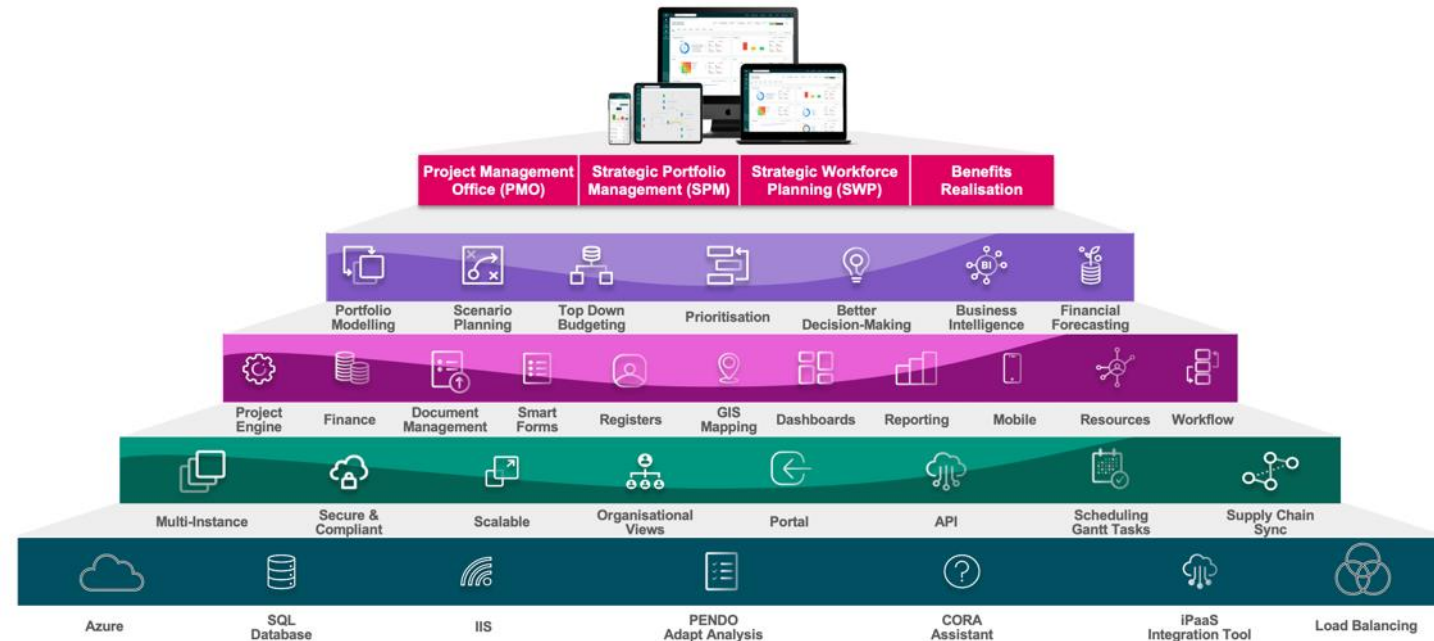 Project Management
Office (PMO)
Strategic Portfolio
Management (SPM)
Strategic Workforce
Planning (SWP)
Benefits
Realisation
BI
Portfolio
Modelling
Scenario
Planning
Top Down
Budgeting
Prioritisation
Better
Decision-Making
Business
Intelligence
Financial
Forecasting
Project
Engine
Finance
Document
Management
Smart
Forms
Registers
GIS
Mapping
Dashboards
Reporting
Mobile
Resources
Workflow
Multi-Instance
Secure &
Compliant
Scalable
Organisational
Views
Portal
API
Scheduling
Gantt Tasks
Supply Chain
Sync
?
Azure
SQL
Database
IIS
PENDO
Adapt Analysis
CORA
Assistant
iPaaS
Integration Tool
Load Balancing